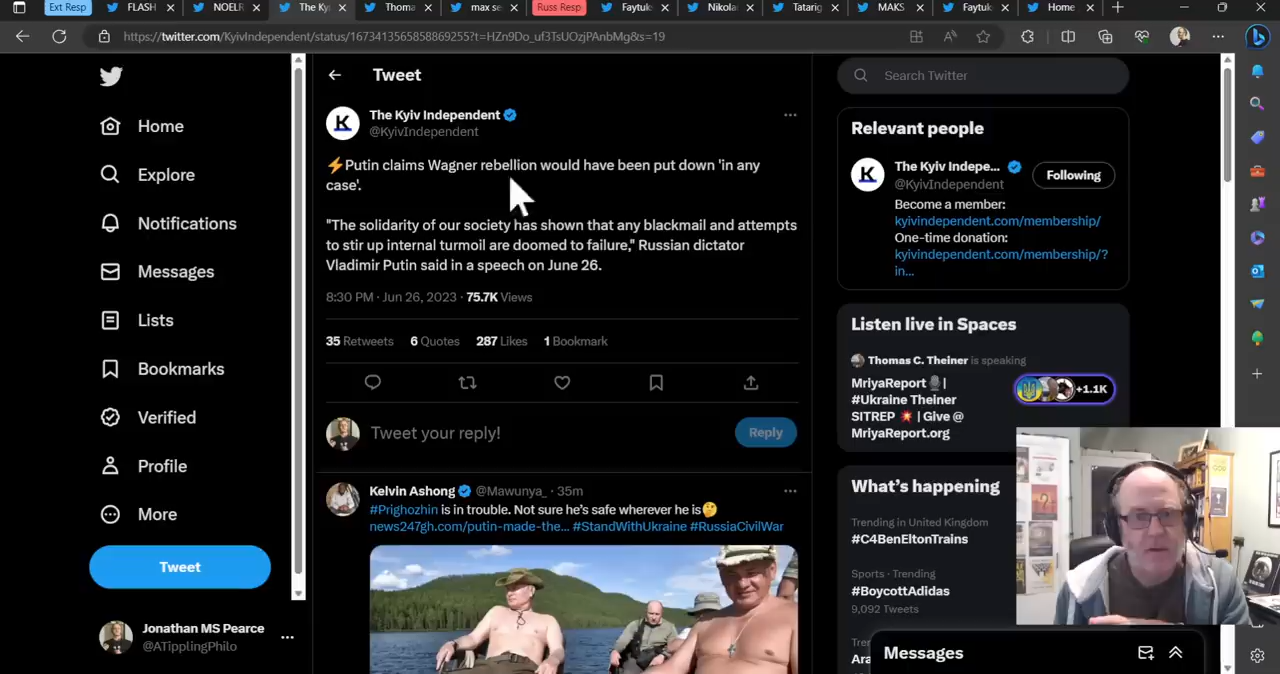 Ext Resp
FLASH
NOELR
The Ky
Thoma
max se
Russ Resp
Faytuk
Nikola
Tatarig
MAKS
Faytuk
Home
https://twitter.com/KyivIndependent/status/1673413565858869255?t=HZn9Do_uf3TsUOzjPAnbMg&s=19
Home
Explore
Notifications
Messages
Lists
Bookmarks
Verified
Profile
More
Tweet
Jonathan MS Pearce
@ATipplingPhilo
Tweet
The Kyiv Independent
@KyivIndependent
⚡Putin claims Wagner rebellion would have been put down 'in any
case'.
"The solidarity of our society has shown that any blackmail and attempts
to stir up internal turmoil are doomed to failure," Russian dictator
Vladimir Putin said in a speech on June 26.
8:30 PM · Jun 26, 2023 · 75.7K Views
35 Retweets 6 Quotes 287 Likes 1 Bookmark
Tweet your reply!
Reply
Kelvin Ashong @Mawunya_ · 35m
#Prighozhin is in trouble. Not sure he's safe wherever he is🤔
news247gh.com/putin-made-the... #StandWithUkraine #RussiaCivilWar
Search Twitter
Relevant people
The Kyiv Indepe...
@KyivIndependent
Following
Become a member:
kyivindependent.com/membership/
One-time donation:
kyivindependent.com/membership/?
in...
Listen live in Spaces
Thomas C. Theiner is speaking
MriyaReport🎙️|
#Ukraine Theiner
SITREP 💥 | Give @
MriyaReport.org
+1.1K
What's happening
Trending in United Kingdom
#C4BenEltonTrains
Sports · Trending
#BoycottAdidas
9,092 Tweets
Tre
Ara
Messages